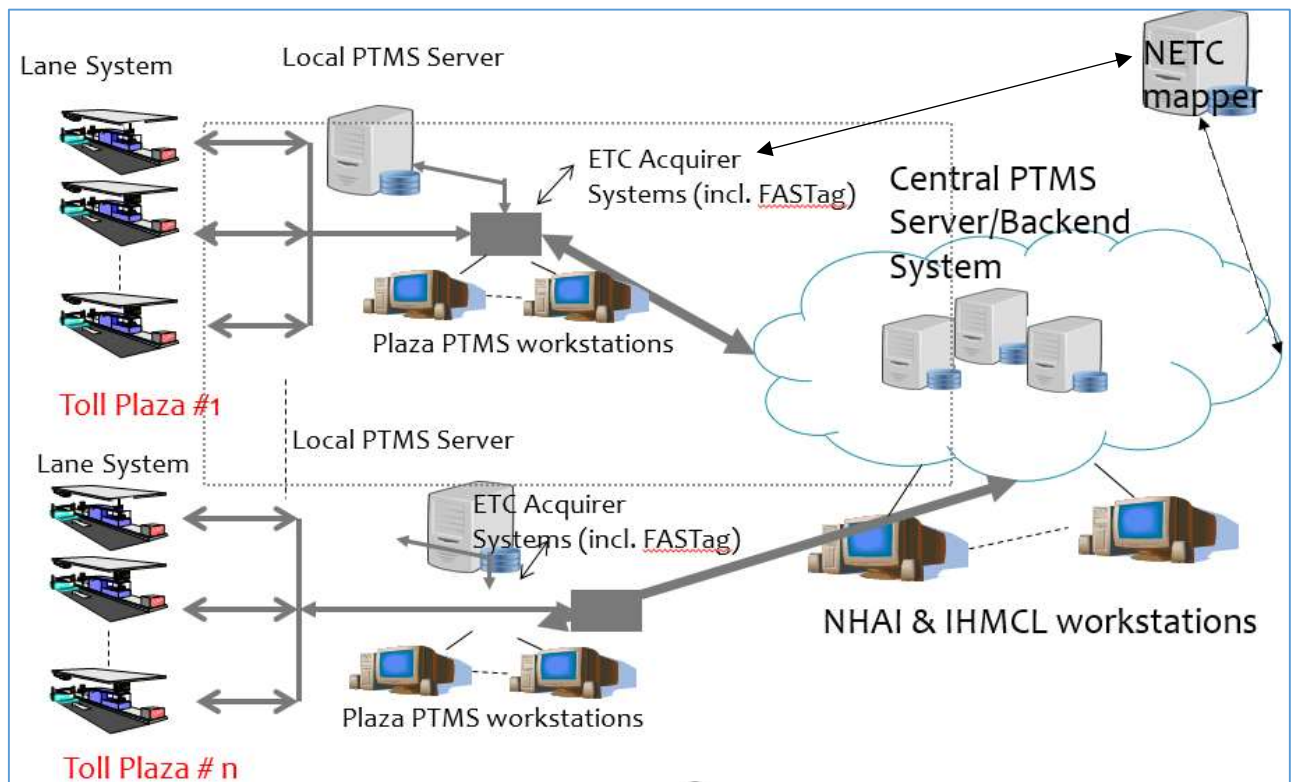 Lane System
Local PTMS Server
NETC
mapper
ETC Acquirer
Systems (incl. FASTag)
Central PTMS
Server/Backend
System
Plaza PTMS workstations
Toll Plaza #1
Local PTMS Server
Lane System
ETC Acquirer
Systems (incl. FASTag)
NHAI & IHMCL workstations
Plaza PTMS workstations
Toll Plaza # n